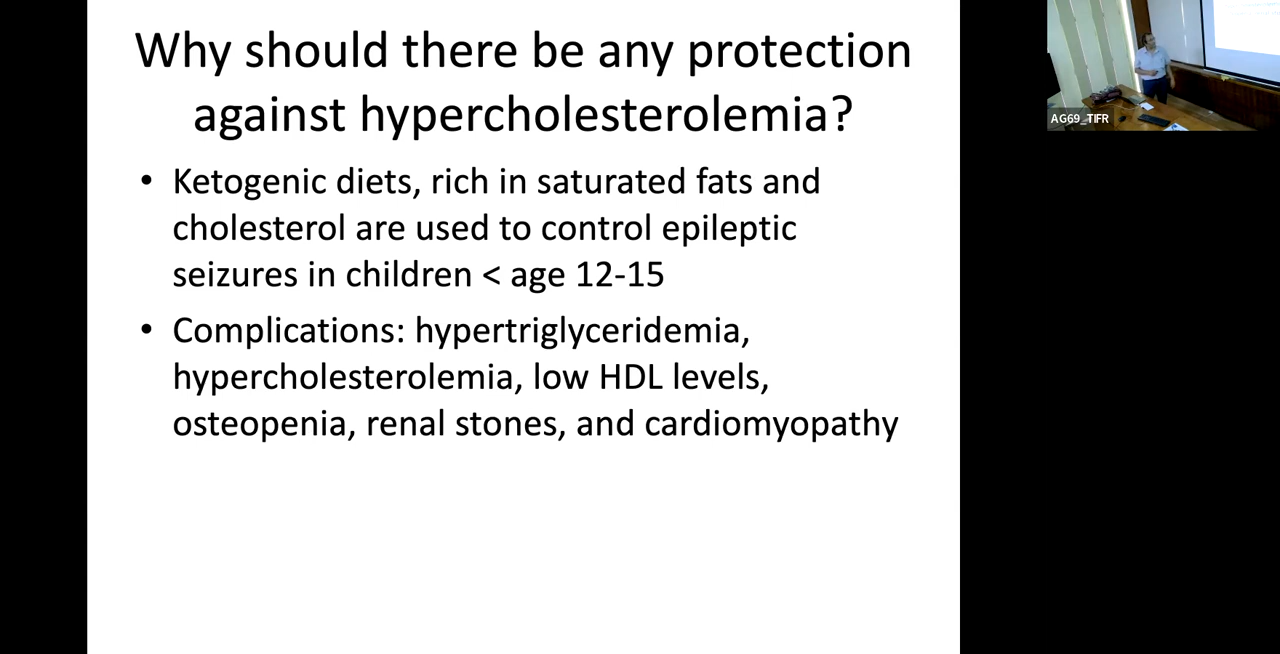 Why should there be any protection
against hypercholesterolemia?
• Ketogenic diets, rich in saturated fats and
cholesterol are used to control epileptic
seizures in children < age 12-15
• Complications: hypertriglyceridemia,
hypercholesterolemia, low HDL levels,
osteopenia, renal stones, and cardiomyopathy
AG69_TIFR